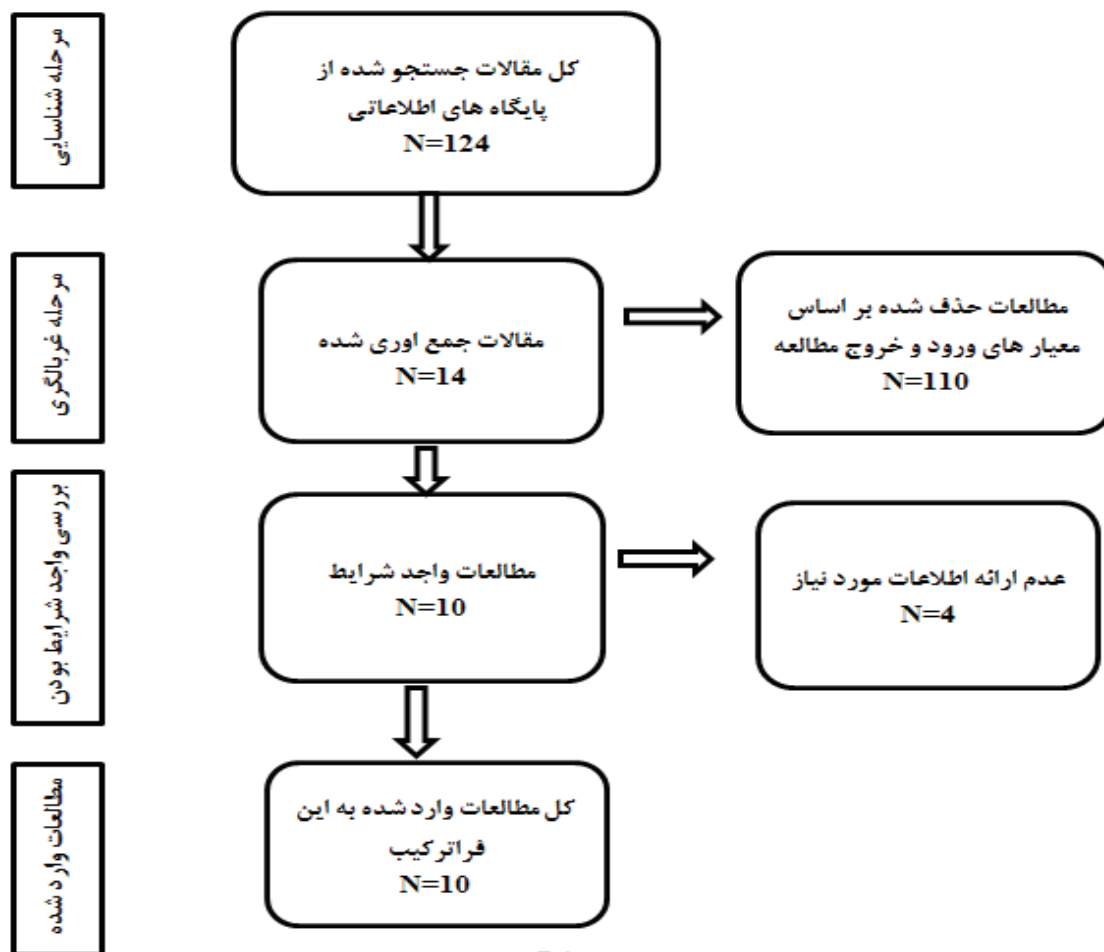 مرحله شناسایی
کل مقالات جستجو شده از
پایگاه های اطلاعاتی
N=124
مرحله غربالگری
مقالات جمع اوری شده
N=14
مطالعات حذف شده بر اساس
معیار های ورود و خروج مطالعه
N=110
بررسی واجد شرایط بودن
مطالعات واجد شرایط
N=10
عدم ارائه اطلاعات مورد نیاز
N=4
مطالعات وارد شده
کل مطالعات وارد شده به این
فراترکیب
N=10